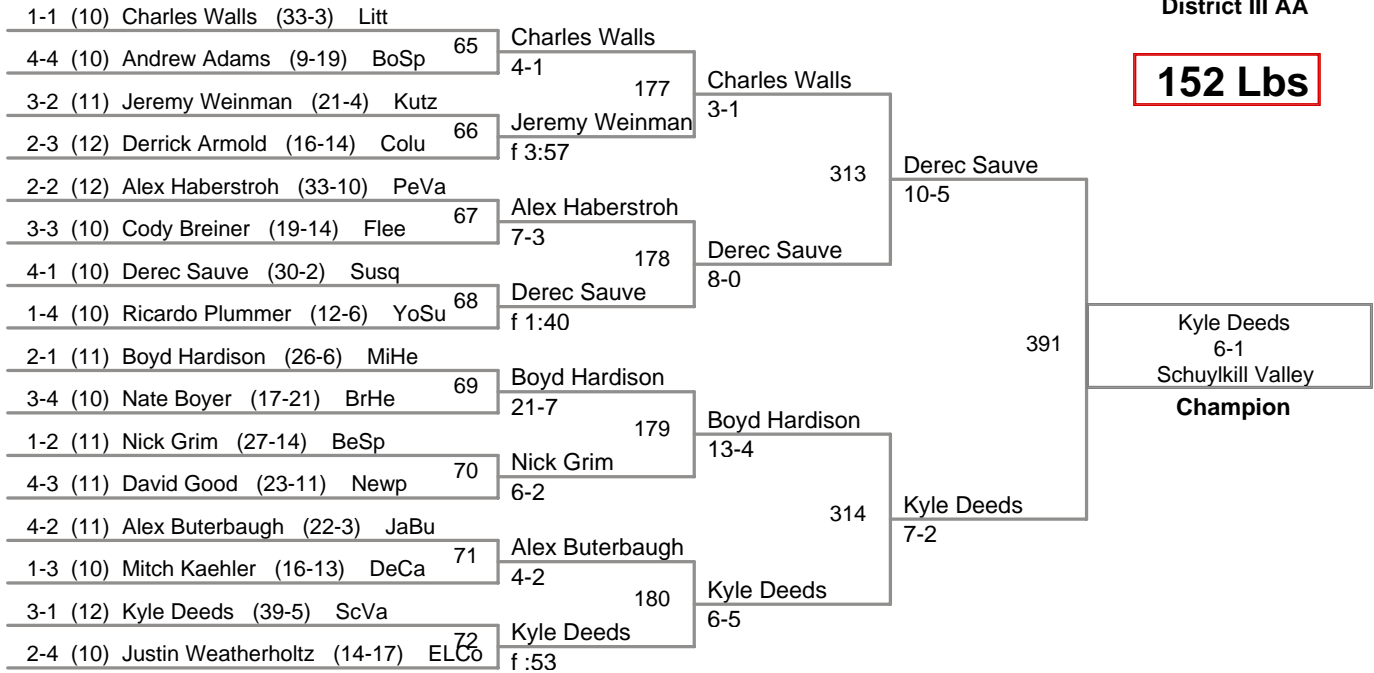 District III AA
152 Lbs
1-1 (10) Charles Walls (33-3) Litt
4-4 (10) Andrew Adams (9-19) BoSp
3-2 (11) Jeremy Weinman (21-4) Kutz
2-3 (12) Derrick Armold (16-14) Colu
2-2 (12) Alex Haberstroh (33-10) PeVa
3-3 (10) Cody Breiner (19-14) Flee
4-1 (10) Derec Sauve (30-2) Susq
1-4 (10) Ricardo Plummer (12-6) YoSu
2-1 (11) Boyd Hardison (26-6) MiHe
3-4 (10) Nate Boyer (17-21) BrHe
1-2 (11) Nick Grim (27-14) BeSp
4-3 (11) David Good (23-11) Newp
4-2 (11) Alex Buterbaugh (22-3) JaBu
1-3 (10) Mitch Kaehler (16-13) DeCa
3-1 (12) Kyle Deeds (39-5) ScVa
2-4 (10) Justin Weatherholtz (14-17) ELCo
65
66
67
68
69
70
71
72
Charles Walls
4-1
Jeremy Weinman
f 3:57
Alex Haberstroh
7-3
Derec Sauve
f 1:40
Boyd Hardison
21-7
Nick Grim
6-2
Alex Buterbaugh
4-2
Kyle Deeds
f :53
177
178
179
180
Charles Walls
3-1
Derec Sauve
8-0
Boyd Hardison
13-4
Kyle Deeds
6-5
313
314
Derec Sauve
10-5
Kyle Deeds
7-2
391
Kyle Deeds
6-1
Schuylkill Valley
Champion